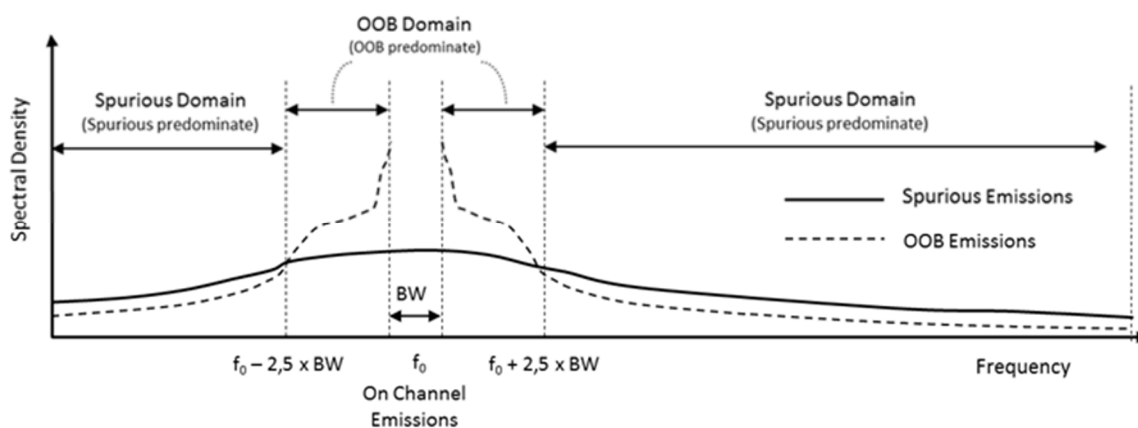 OOB Domain
(OOB predominate)
Spurious Domain
(Spurious predominate)
Spurious Domain
(Spurious predominate)
Spectral Density
Spurious Emissions
OOB Emissions
BW
f₀ – 2,5 x BW
f₀
f₀ + 2,5 x BW
Frequency
On Channel
Emissions